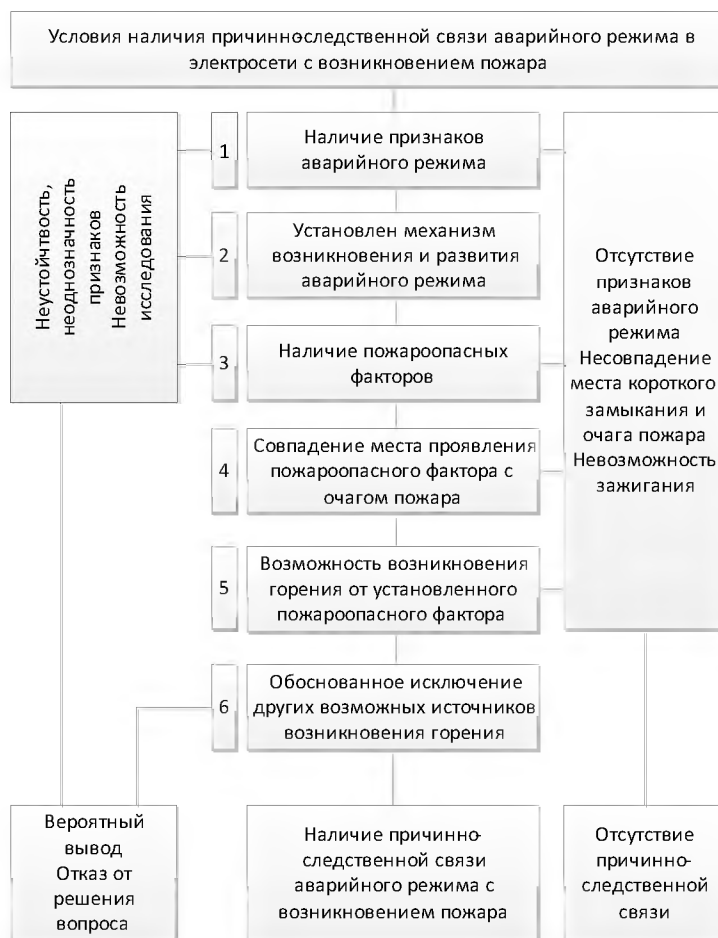 Условия наличия причинноследственной связи аварийного режима в
электросети с возникновением пожара
Неустойчтвость,
неоднозначность
признаков
Невозможность
исследования
1
Наличие признаков
аварийного режима
2
Установлен механизм
возникновения и развития
аварийного режима
3
Наличие пожароопасных
факторов
4
Совпадение места проявления
пожароопасного фактора с
очагом пожара
5
Возможность возникновения
горения от установленного
пожароопасного фактора
6
Обоснованное исключение
других возможных источников
возникновения горения
Отсутствие
признаков
аварийного
режима
Несовпадение
места короткого
замыкания и
очага пожара
Невозможность
зажигания
Вероятный
вывод
Отказ от
решения
вопроса
Наличие причинно-
следственной связи
аварийного режима с
возникновением пожара
Отсутствие
причинно-
следственной
связи